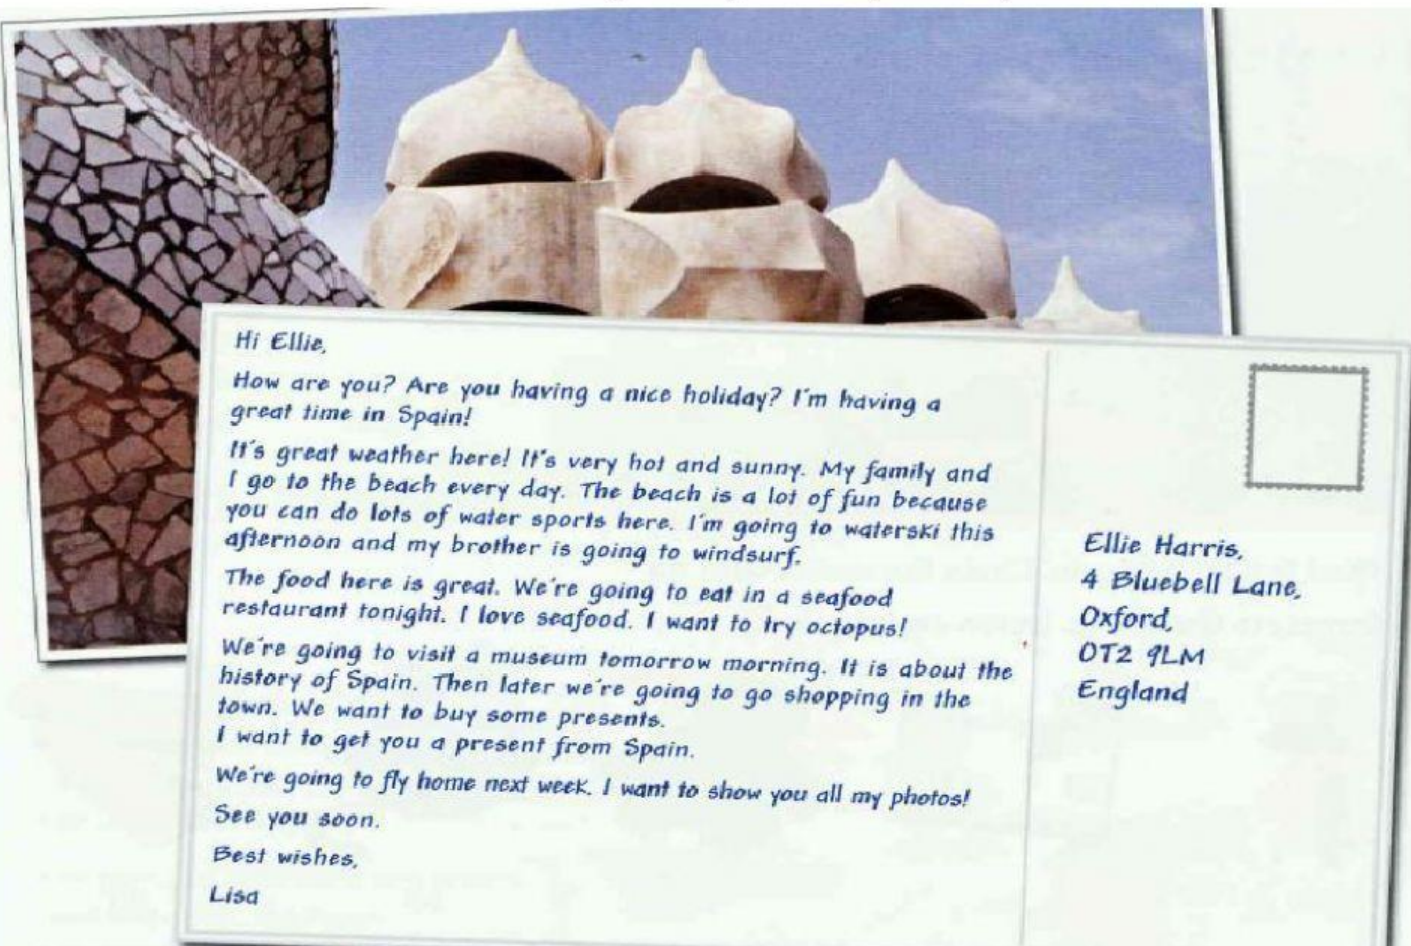 Hi Ellie,
How are you? Are you having a nice holiday? I'm having a
great time in Spain!
It's great weather here! It's very hot and sunny. My family and
I go to the beach every day. The beach is a lot of fun because
you can do lots of water sports here. I'm going to waterski this
afternoon and my brother is going to windsurf.
The food here is great. We're going to eat in a seafood
restaurant tonight. I love seafood. I want to try octopus!
We're going to visit a museum tomorrow morning. It is about the
history of Spain. Then later we're going to go shopping in the
town. We want to buy some presents.
I want to get you a present from Spain.
We're going to fly home next week. I want to show you all my photos!
See you soon.
Best wishes,
Lisa
Ellie Harris,
4 Bluebell Lane,
Oxford,
OT2 9LM
England